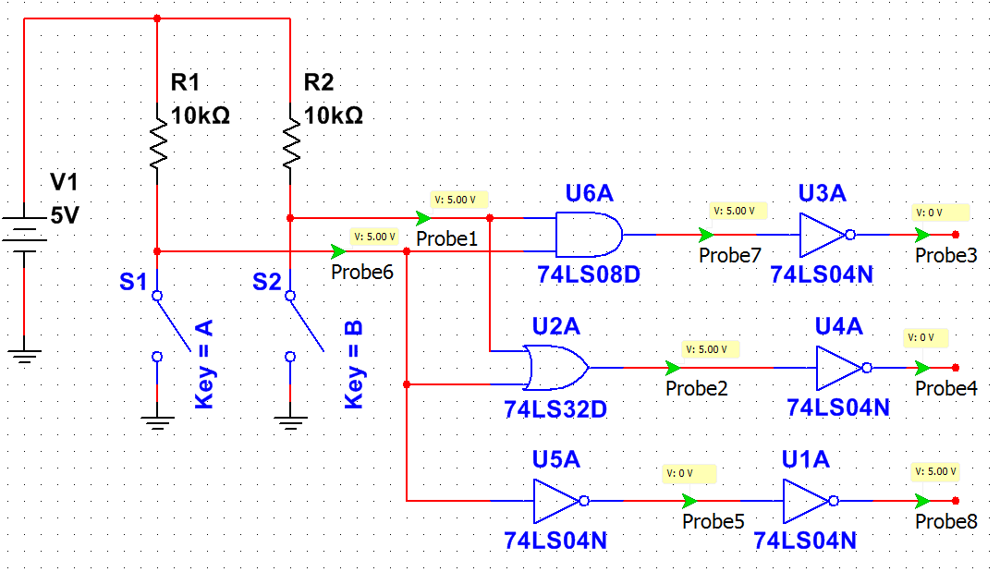 R1
10kΩ
R2
10kΩ
V1
5V
S1
Key = A
S2
Key = B
V: 5.00 V
Probe1
V: 5.00 V
Probe6
U6A
74LS08D
V: 5.00 V
Probe7
U3A
74LS04N
V: 0 V
Probe3
U2A
74LS32D
V: 5.00 V
Probe2
U4A
74LS04N
V: 0 V
Probe4
U5A
74LS04N
V: 0 V
Probe5
U1A
74LS04N
V: 5.00 V
Probe8